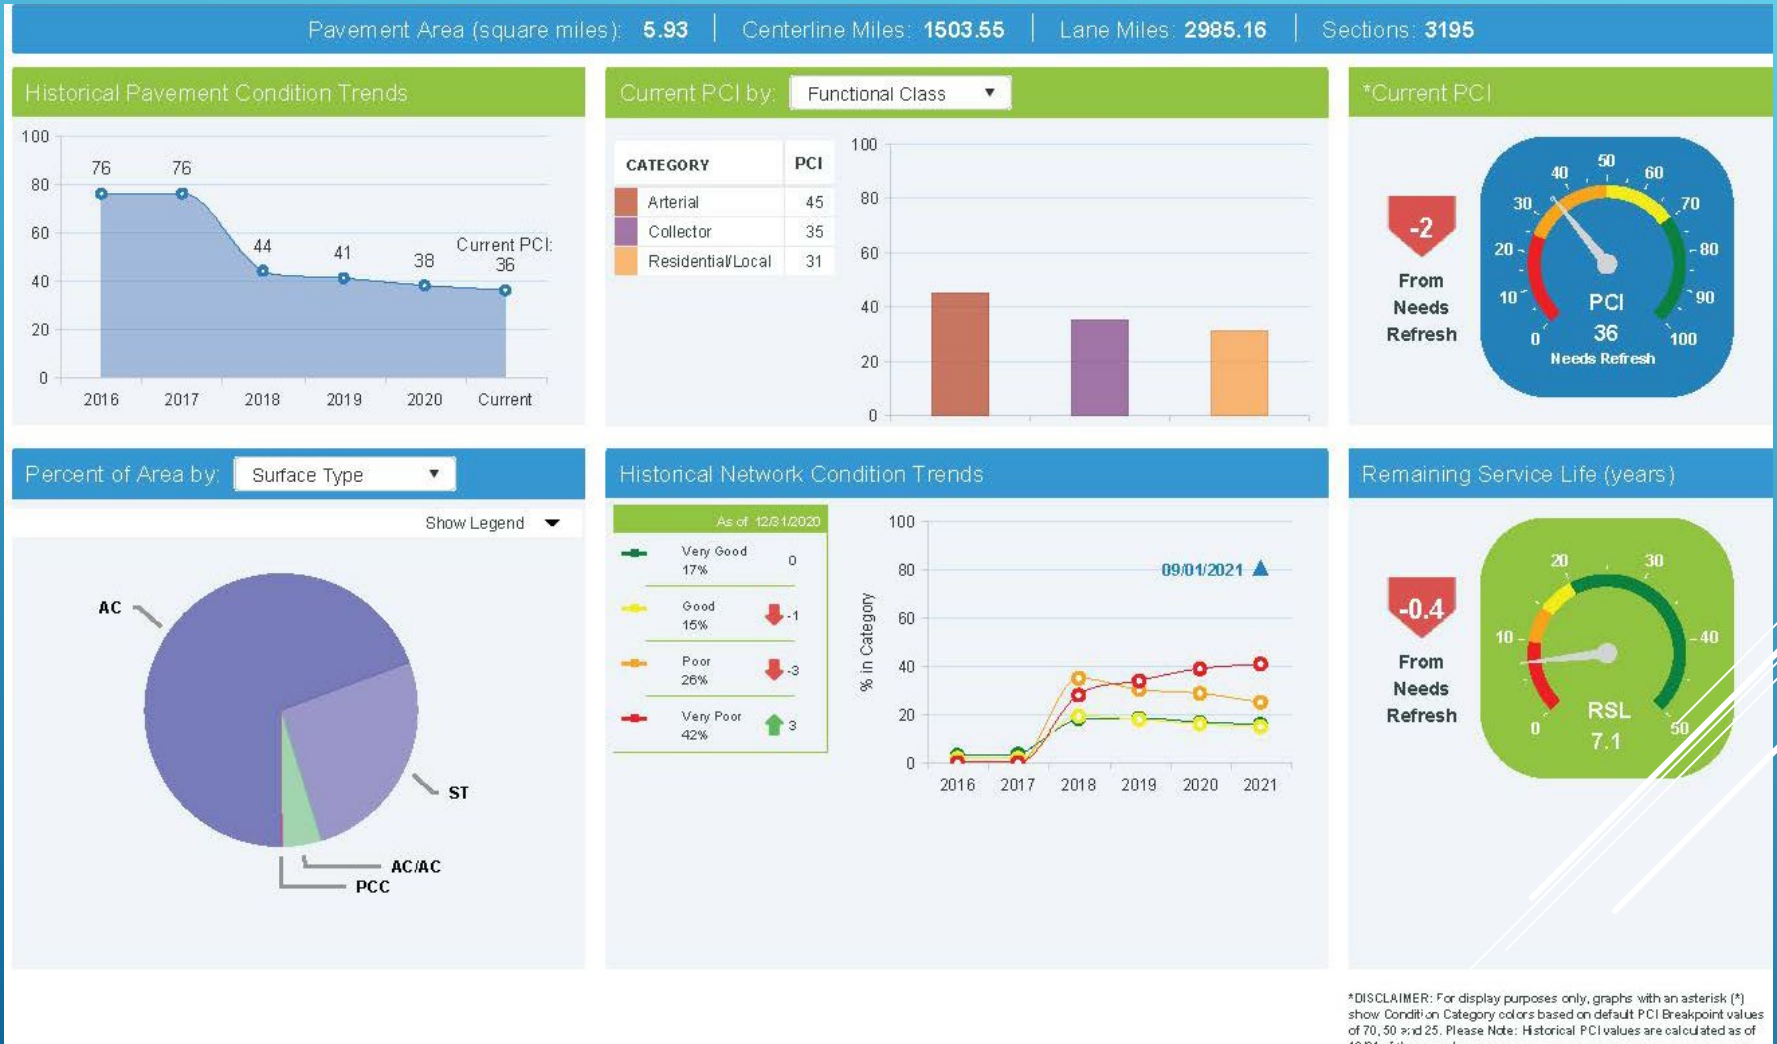 Pavement Area (square miles): 5.93 | Centerline Miles: 1503.55 | Lane Miles: 2985.16 | Sections: 3195
Historical Pavement Condition Trends
100
80
60
40
20
0
76
76
44
41
38
Current PCI:
36
2016 2017 2018 2019 2020 Current
Current PCI by: Functional Class
CATEGORY PCI
Arterial 45
Collector 35
Residential/Local 31
100
80
60
40
20
0
*Current PCI
-2
From
Needs
Refresh
0 10 20 30 40 50 60 70 80 90 100
PCI
36
Needs Refresh
Percent of Area by: Surface Type
Show Legend
AC
ST
AC/AC
PCC
Historical Network Condition Trends
As of 12/31/2020
Very Good 0
17%
Good -1
15%
Poor -3
26%
Very Poor 3
42%
% in Category
100
80
60
40
20
0
09/01/2021
2016 2017 2018 2019 2020 2021
Remaining Service Life (years)
-0.4
From
Needs
Refresh
0 10 20 30 40 50
RSL
7.1
*DISCLAIMER: For display purposes only, graphs with an asterisk (*)
show Condition Category colors based on default PCI Breakpoint values
of 70, 50 and 25. Please Note: Historical PCI values are calculated as of